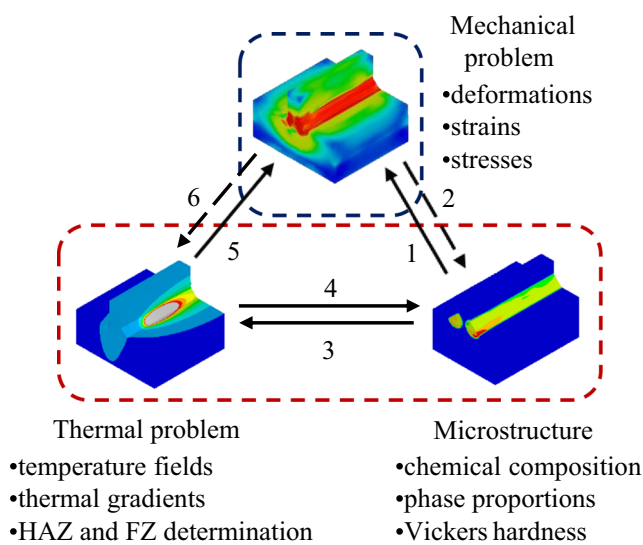 Mechanical
problem
•deformations
•strains
•stresses
6
2
5
1
4
3
Thermal problem
•temperature fields
•thermal gradients
•HAZ and FZ determination
Microstructure
•chemical composition
•phase proportions
•Vickers hardness